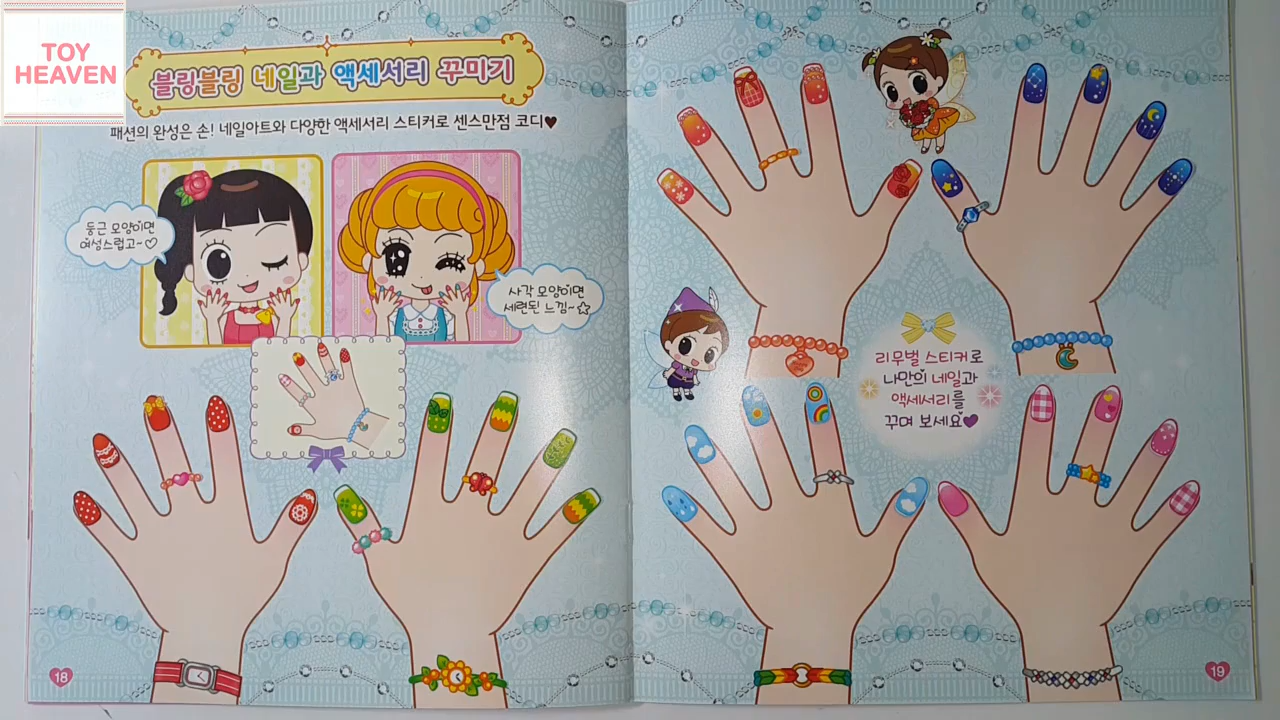 TOY
HEAVEN
블링블링 네일과 액세서리 꾸미기
패션의 완성은 손! 네일아트와 다양한 액세서리 스티커로 센스만점 코디♥
둥근 모양이면
여성스럽고~♡
사각 모양이면
세련된 느낌~☆
리무벌 스티커로
나만의 네일과
액세서리를
꾸며 보세요♥
18
19